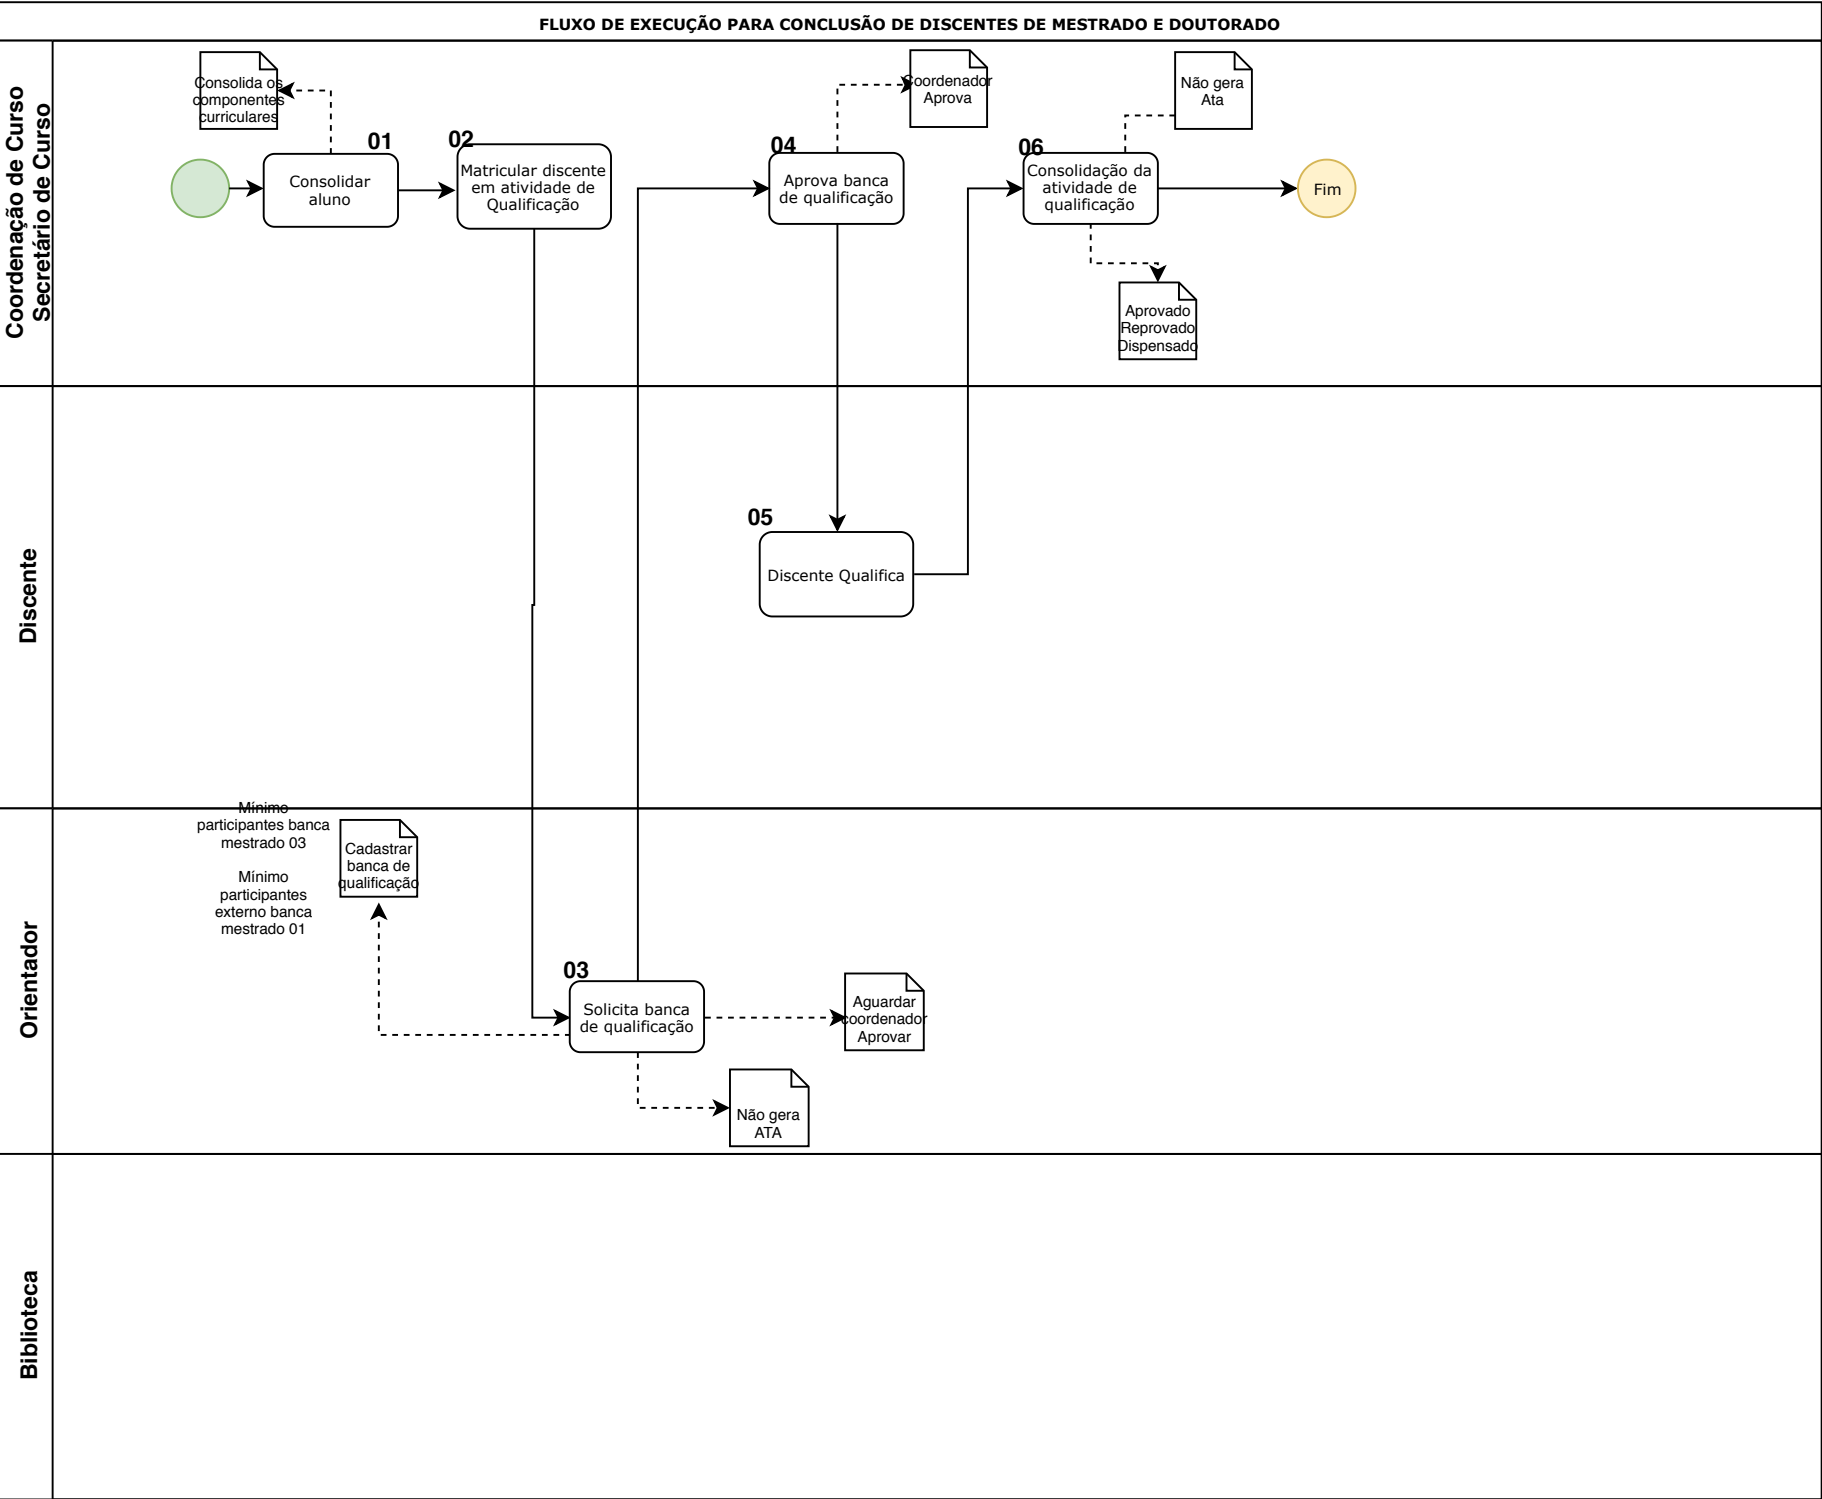 FLUXO DE EXECUÇÃO PARA CONCLUSÃO DE DISCENTES DE MESTRADO E DOUTORADO
Coordenação de Curso
Secretário de Curso
Consolida os
componentes
curriculares
01
Consolidar
aluno
02
Matricular discente
em atividade de
Qualificação
04
Aprova banca
de qualificação
Coordenador
Aprova
06
Consolidação da
atividade de
qualificação
Não gera
Ata
Fim
Aprovado
Reprovado
Dispensado
Discente
05
Discente Qualifica
Orientador
Mínimo
participantes banca
mestrado 03
Mínimo
participantes
externo banca
mestrado 01
Cadastrar
banca de
qualificação
03
Solicita banca
de qualificação
Aguardar
coordenador
Aprovar
Não gera
ATA
Biblioteca